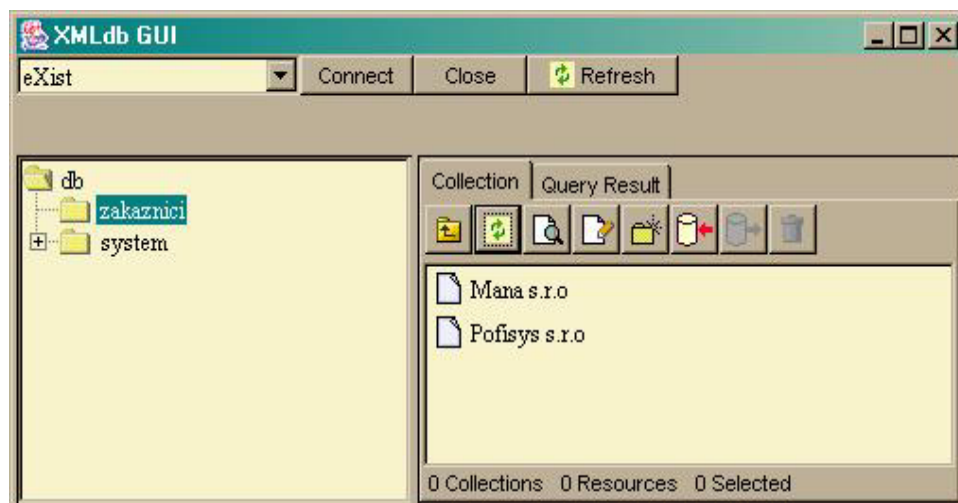 XMLdb GUI
eXist Connect Close Refresh
db
zakaznici
system
Collection Query Result
Mana s.r.o
Pofisys s.r.o
0 Collections 0 Resources 0 Selected